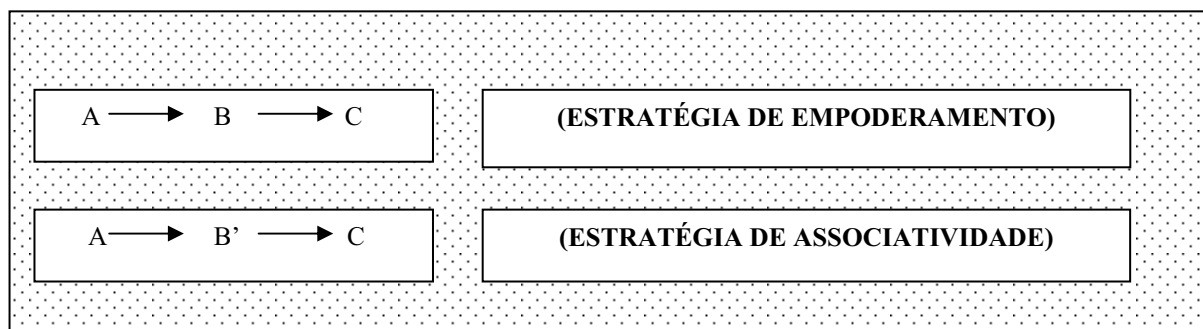 A B C (ESTRATÉGIA DE EMPODERAMENTO)
A B’ C (ESTRATÉGIA DE ASSOCIATIVIDADE)